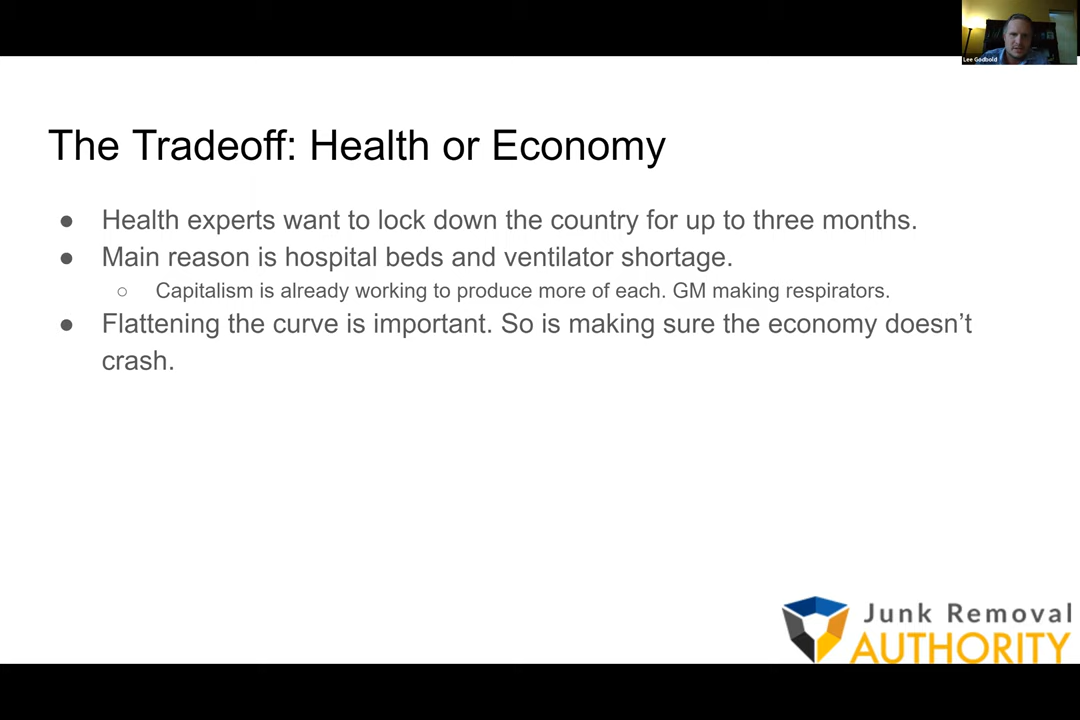 Lee Godbold
The Tradeoff: Health or Economy
● Health experts want to lock down the country for up to three months.
● Main reason is hospital beds and ventilator shortage.
○ Capitalism is already working to produce more of each. GM making respirators.
● Flattening the curve is important. So is making sure the economy doesn’t
crash.
Junk Removal
AUTHORITY